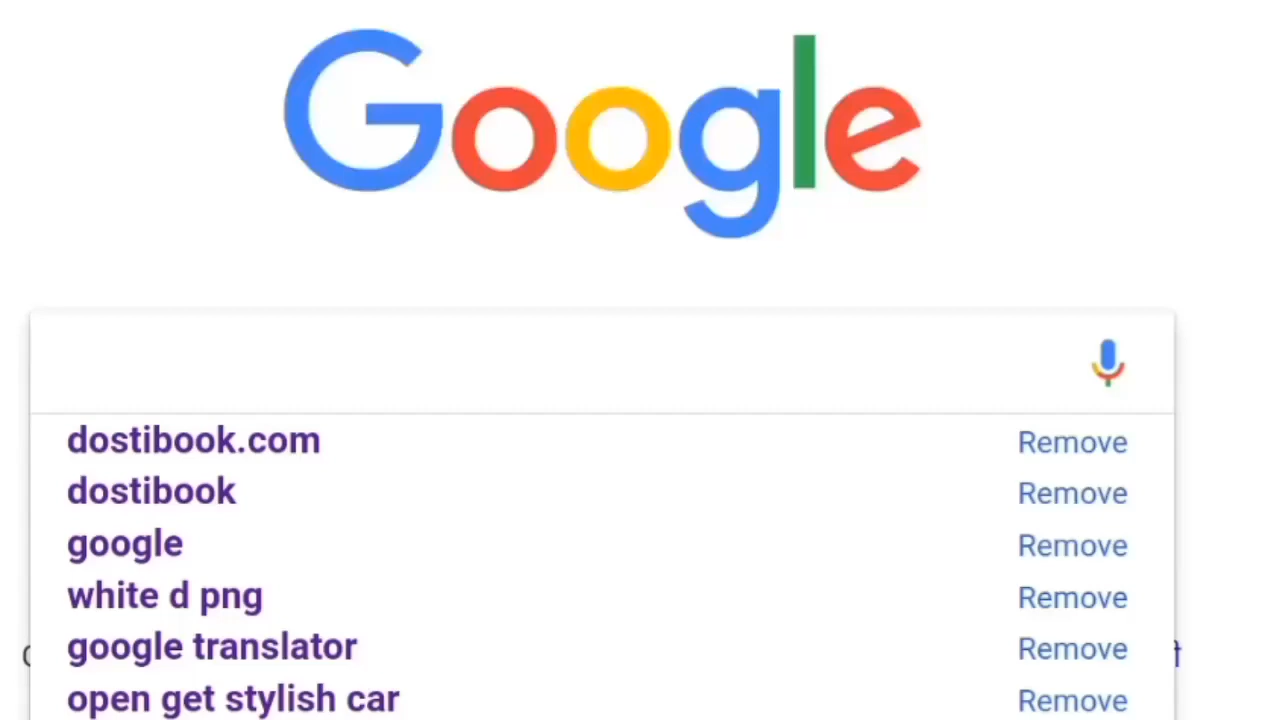 Google
dostibook.com Remove
dostibook Remove
google Remove
white d png Remove
google translator Remove
open get stylish car Remove